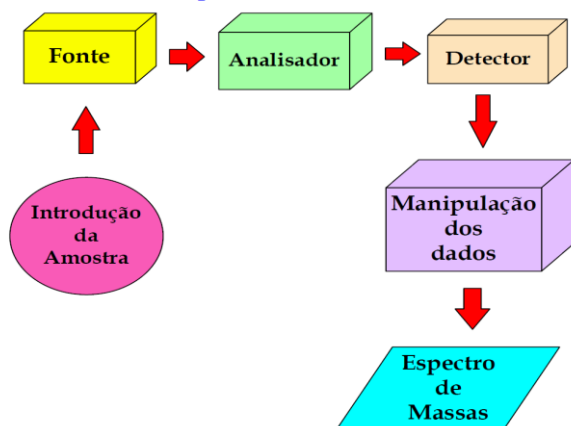 Fonte
Analisador
Detector
Introdução
da
Amostra
Manipulação
dos
dados
Espectro
de
Massas